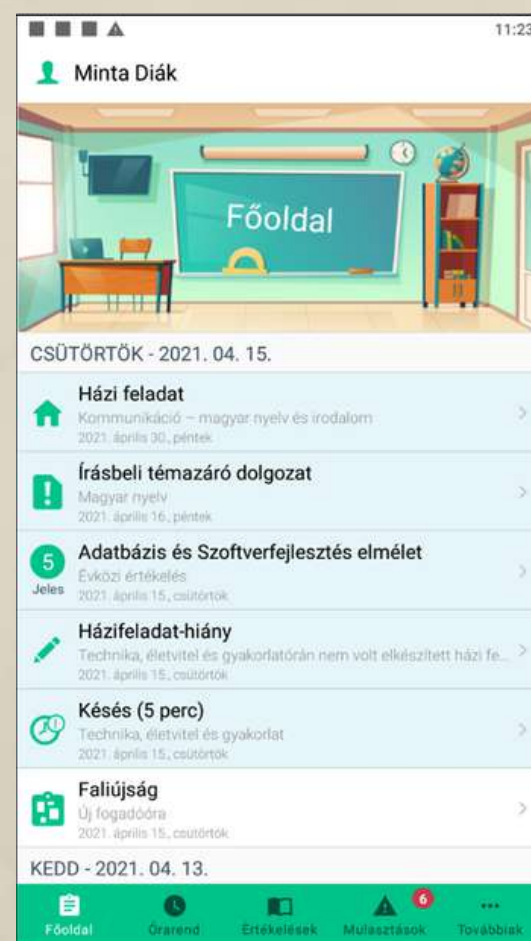 11:23
Minta Diák
Főoldal
CSÜTÖRTÖK - 2021. 04. 15.
Házi feladat
Kommunikáció – magyar nyelv és irodalom
2021. április 30., péntek
Írásbeli témazáró dolgozat
Magyar nyelv
2021. április 16., péntek
5
Jeles
Adatbázis és Szoftverfejlesztés elmélet
Évközi értékelés
2021. április 15., csütörtök
Házifeladat-hiány
Technika, életvitel és gyakorlatórán nem volt elkészített házi fe...
2021. április 15., csütörtök
Késés (5 perc)
Technika, életvitel és gyakorlat
2021. április 15., csütörtök
Faliújság
Új fogadóóra
2021. április 15., csütörtök
KEDD - 2021. 04. 13.
6
Főoldal Órarend Értékelések Mulasztások Továbbiak